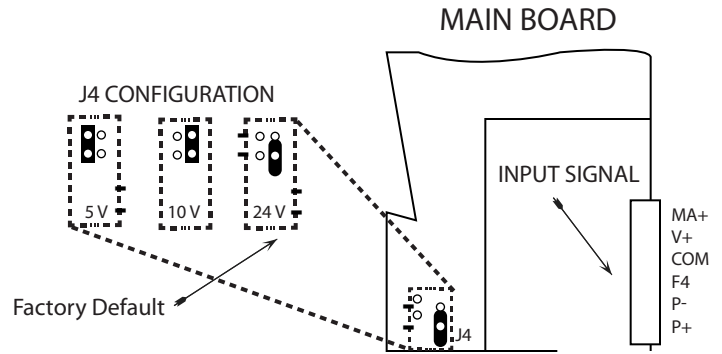 MAIN BOARD
J4 CONFIGURATION
5 V
10 V
24 V
INPUT SIGNAL
MA+
V+
COM
F4
P-
P+
Factory Default
J4